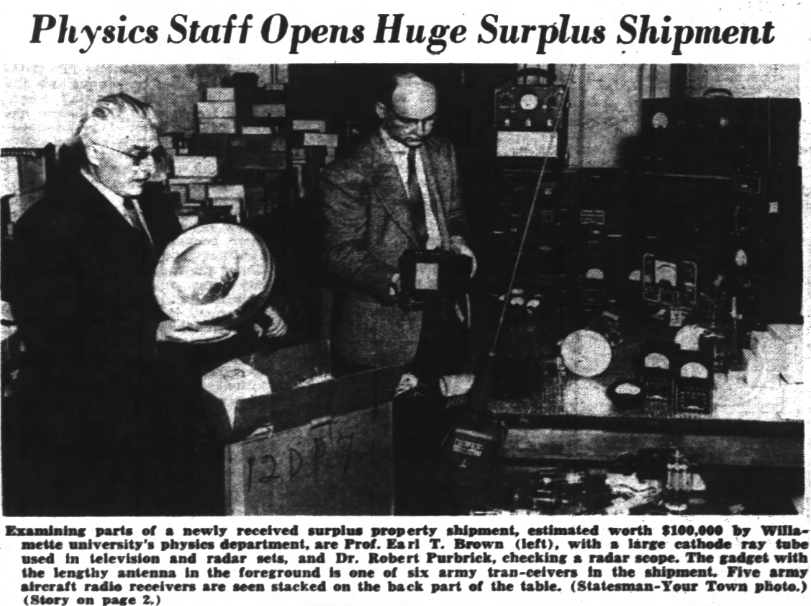 Physics Staff Opens Huge Surplus Shipment
12DP7
Examining parts of a newly received surplus property shipment, estimated worth $100,000 by Willa-
mette university's physics department, are Prof. Earl T. Brown (left), with a large cathode ray tube
used in television and radar sets, and Dr. Robert Purbrick, checking a radar scope. The gadget with
the lengthy antenna in the foreground is one of six army tran-ceivers in the shipment. Five army
aircraft radio receivers are seen stacked on the back part of the table. (Statesman-Your Town photo.)
(Story on page 2.)